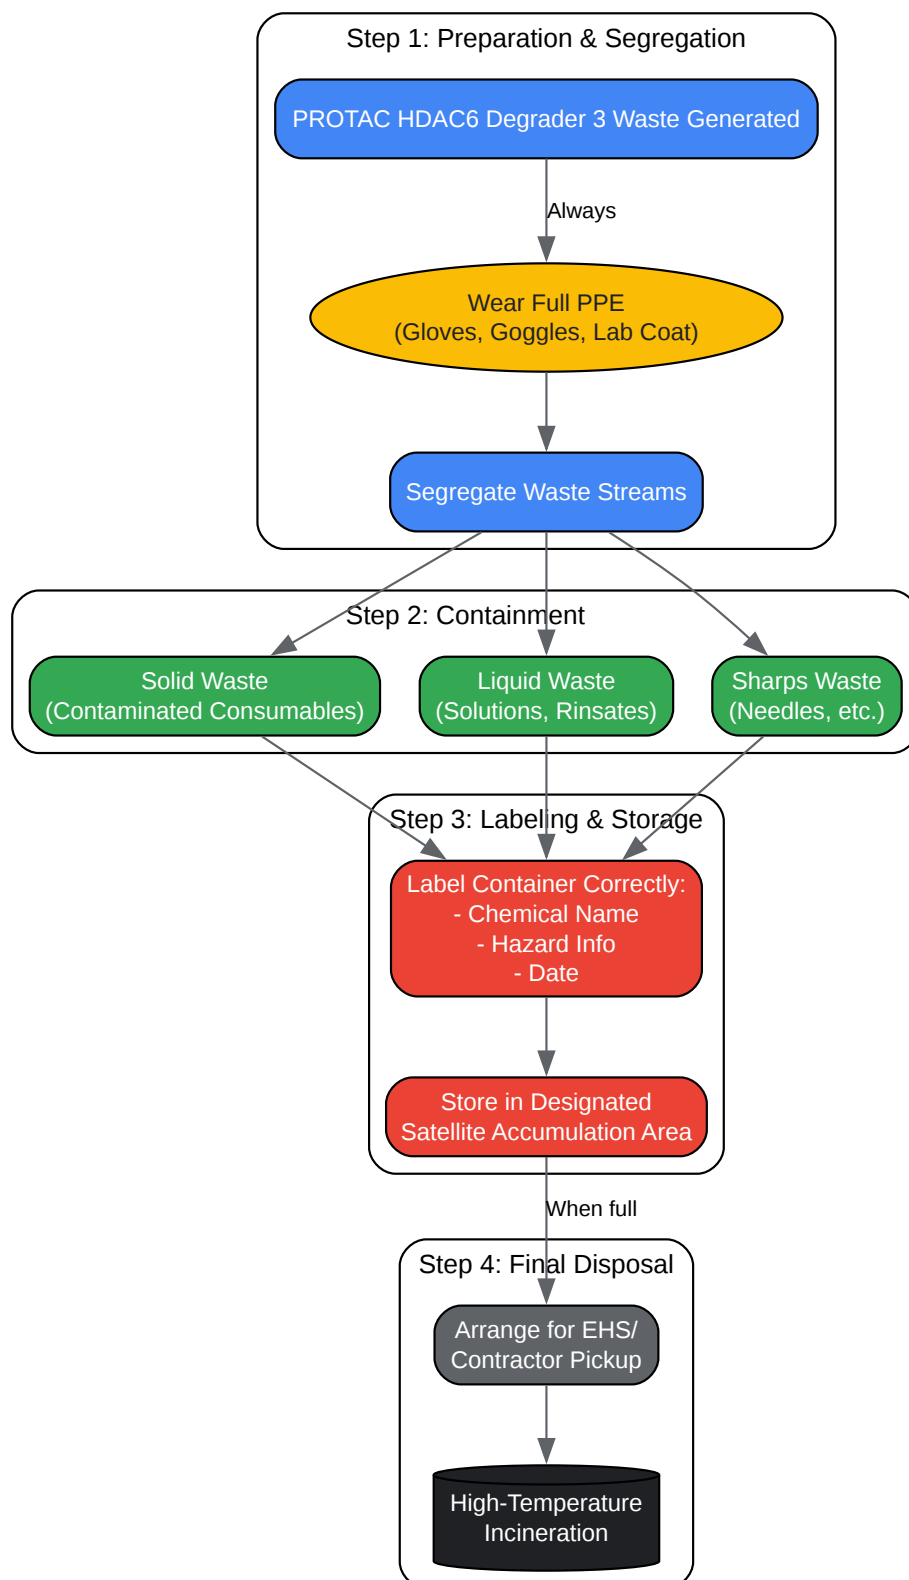 Step 1: Preparation & Segregation
PROTAC HDAC6 Degrader 3 Waste Generated
Always
Wear Full PPE
(Gloves, Goggles, Lab Coat)
Segregate Waste Streams
Step 2: Containment
Solid Waste
(Contaminated Consumables)
Liquid Waste
(Solutions, Rinsates)
Sharps Waste
(Needles, etc.)
Step 3: Labeling & Storage
Label Container Correctly:
- Chemical Name
- Hazard Info
- Date
Store in Designated
Satellite Accumulation Area
When full
Step 4: Final Disposal
Arrange for EHS/
Contractor Pickup
High-Temperature
Incineration